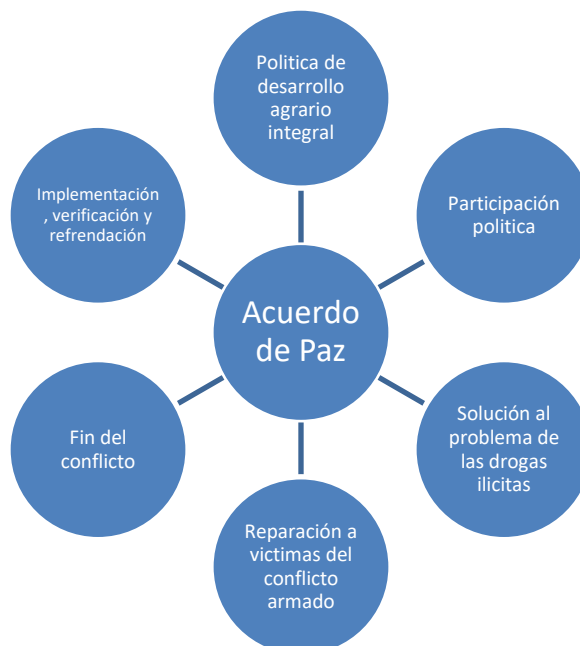 Politica de
desarrollo
agrario
integral
Participación
politica
Solución al
problema de
las drogas
ilicitas
Reparación a
victimas del
conflicto
armado
Fin del
conflicto
Implementación
, verificación y
refrendación
Acuerdo
de Paz